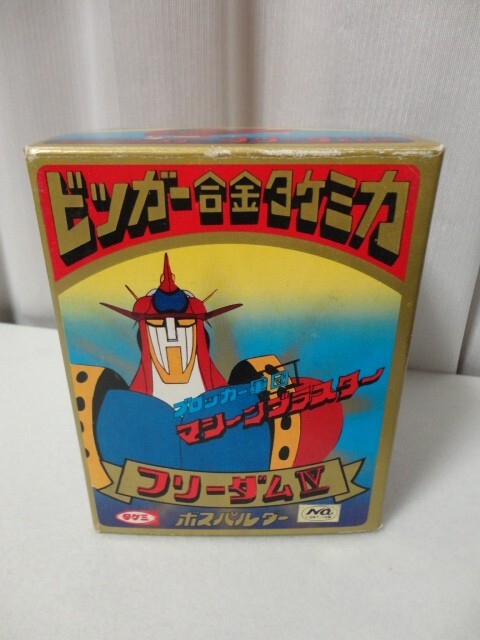 ビッガー合金タケミカ
ブロッカー軍団
マシーンブラスター
フリーダムⅣ
タケミ
ボスパルダー
NO.